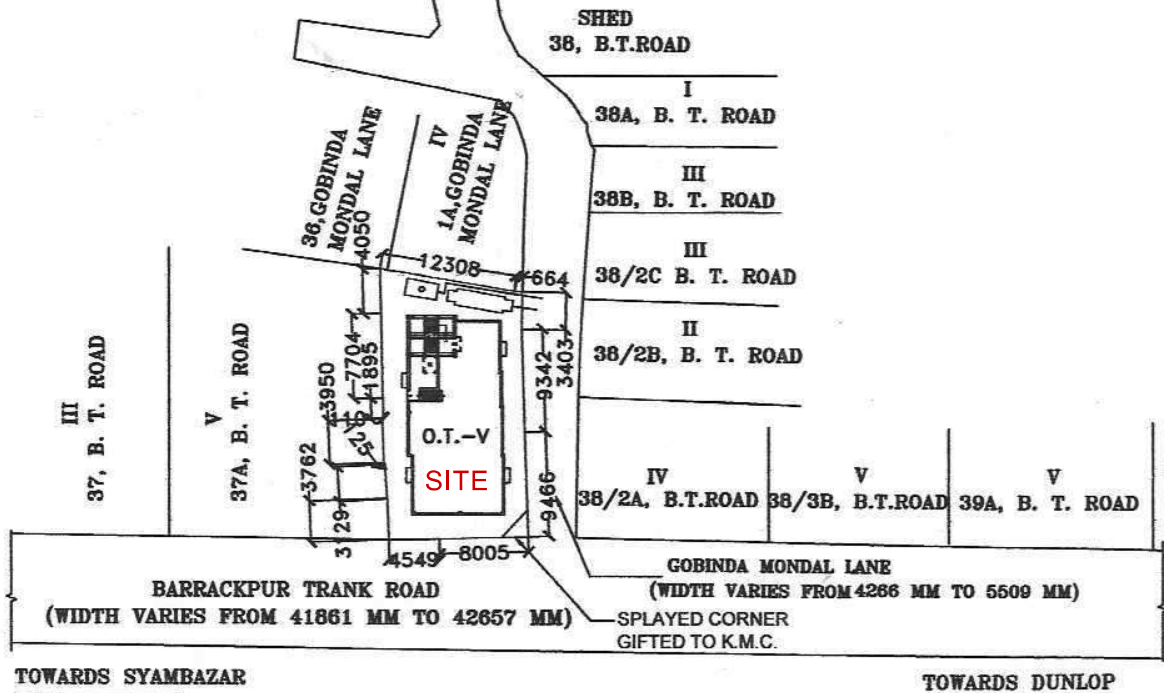 SHED
38, B.T.ROAD
I
38A, B. T. ROAD
III
38B, B. T. ROAD
III
38/2C B. T. ROAD
II
38/2B, B. T. ROAD
36,GOBINDA
MONDAL LANE
IV
1A,GOBINDA
MONDAL LANE
4050
12308
664
7704
1895
3950
3762
3129
9342
3403
9466
O.T.-V
SITE
III
37, B. T. ROAD
V
37A, B. T. ROAD
IV
38/2A, B.T.ROAD
V
38/3B, B.T.ROAD
V
39A, B. T. ROAD
4549
8005
BARRACKPUR TRANK ROAD
(WIDTH VARIES FROM 41861 MM TO 42657 MM)
GOBINDA MONDAL LANE
(WIDTH VARIES FROM 4266 MM TO 5509 MM)
SPLAYED CORNER
GIFTED TO K.M.C.
TOWARDS SYAMBAZAR
TOWARDS DUNLOP